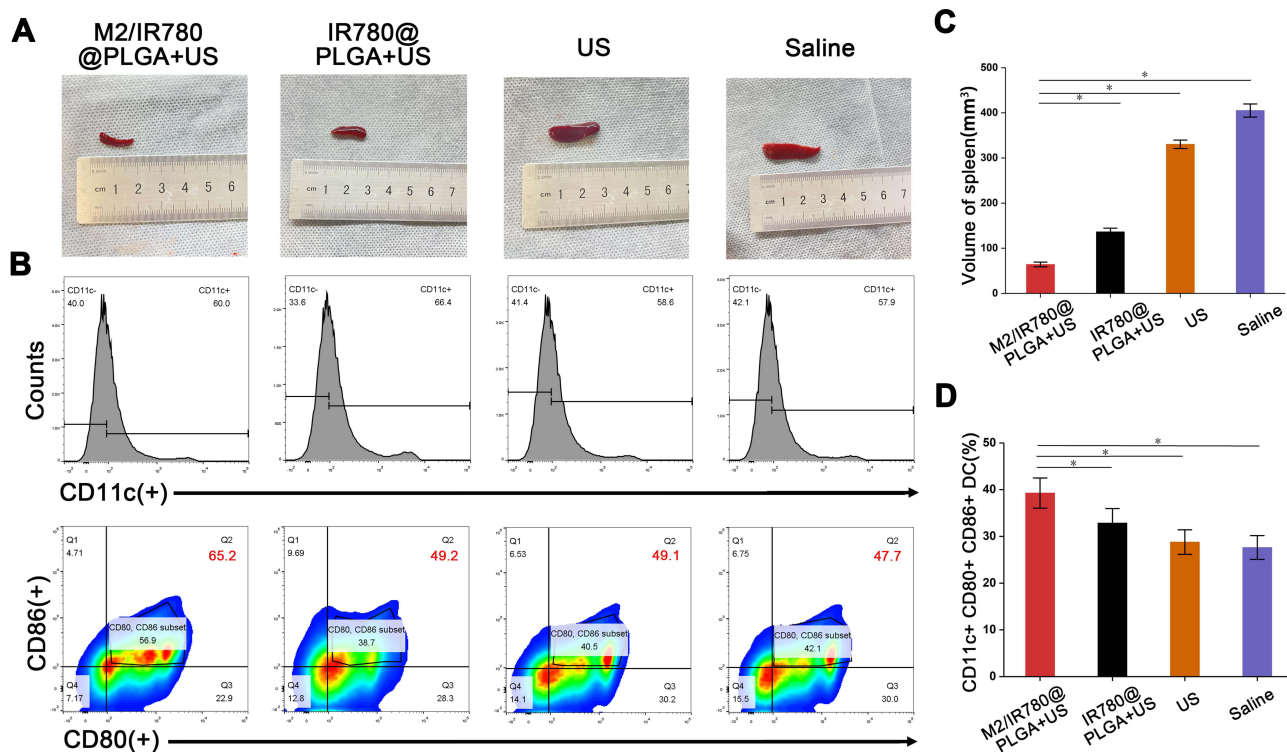 A
M2/IR780
@PLGA+US
IR780@
PLGA+US
US
Saline
cm 1 2 3 4 5 6
cm 1 2 3 4 5 6 7
cm 1 2 3 4 5 6 7
cm 1 2 3 4 5 6 7
B
Counts
CD11c-
40.0
CD11c+
60.0
CD11c-
33.6
CD11c+
66.4
CD11c-
41.4
CD11c+
58.6
CD11c-
42.1
CD11c+
57.9
CD11c(+)
CD86(+)
Q1
4.71
Q2
65.2
CD80, CD86 subset
56.9
Q4
7.17
Q3
22.9
Q1
9.69
Q2
49.2
CD80, CD86 subset
38.7
Q4
12.8
Q3
28.3
Q1
6.53
Q2
49.1
CD80, CD86 subset
40.5
Q4
14.1
Q3
30.2
Q1
6.75
Q2
47.7
CD80, CD86 subset
42.1
Q4
15.5
Q3
30.0
CD80(+)
C
Volume of spleen(mm³)
500
400
300
200
100
0
*
*
*
M2/IR780@
PLGA+US
IR780@
PLGA+US
US
Saline
D
CD11c+ CD80+ CD86+ DC(%)
50
40
30
20
10
0
*
*
*
M2/IR780@
PLGA+US
IR780@
PLGA+US
US
Saline